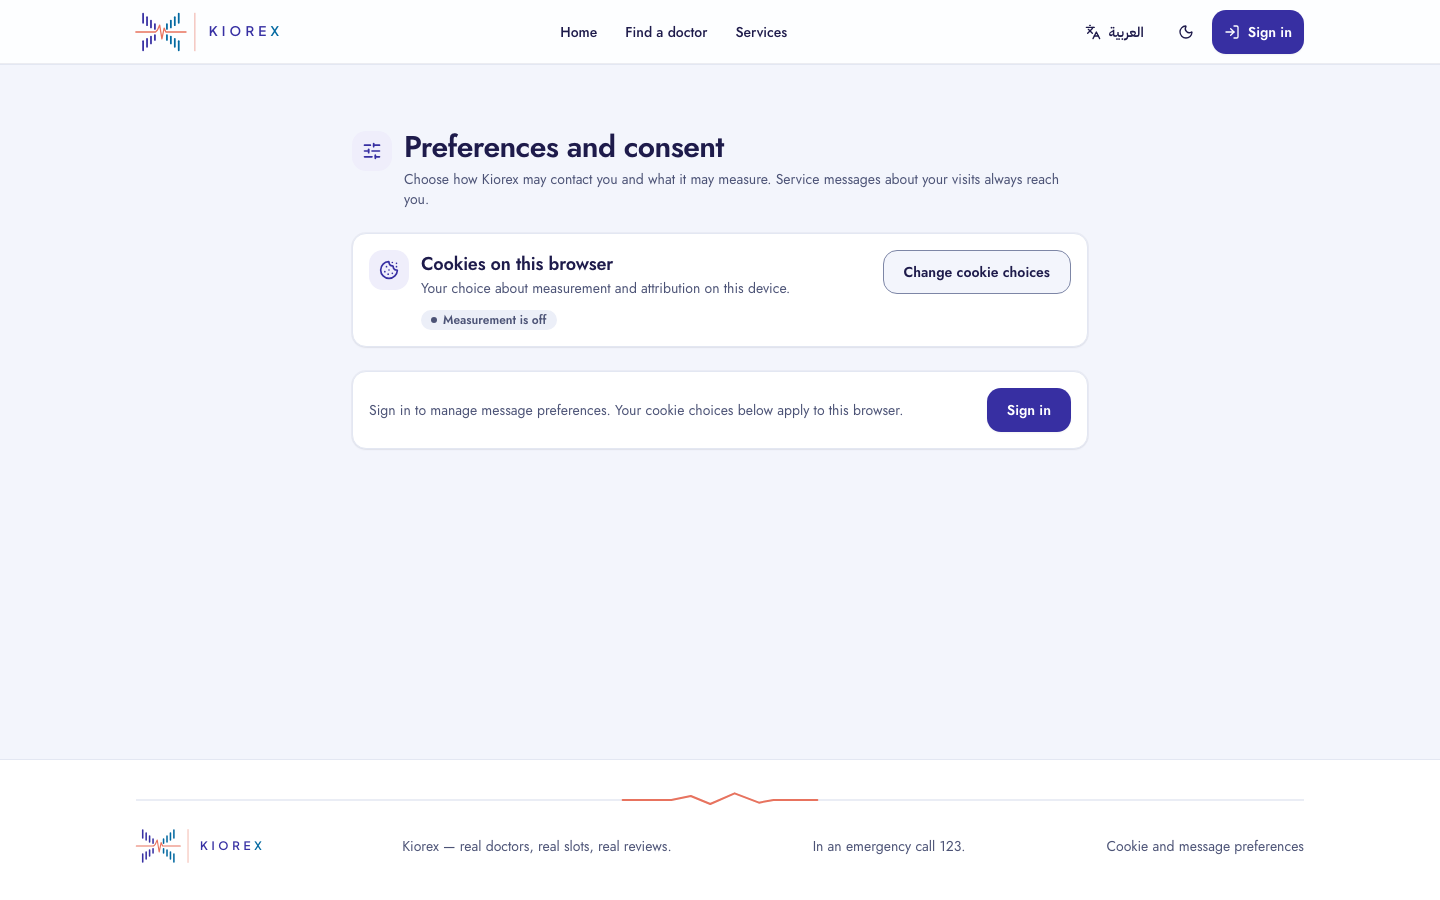 KIOREX
Home
Find a doctor
Services
العربية
Sign in
Preferences and consent
Choose how Kiorex may contact you and what it may measure. Service messages about your visits always reach
you.
Cookies on this browser
Your choice about measurement and attribution on this device.
Measurement is off
Change cookie choices
Sign in to manage message preferences. Your cookie choices below apply to this browser.
Sign in
KIOREX
Kiorex — real doctors, real slots, real reviews.
In an emergency call 123.
Cookie and message preferences